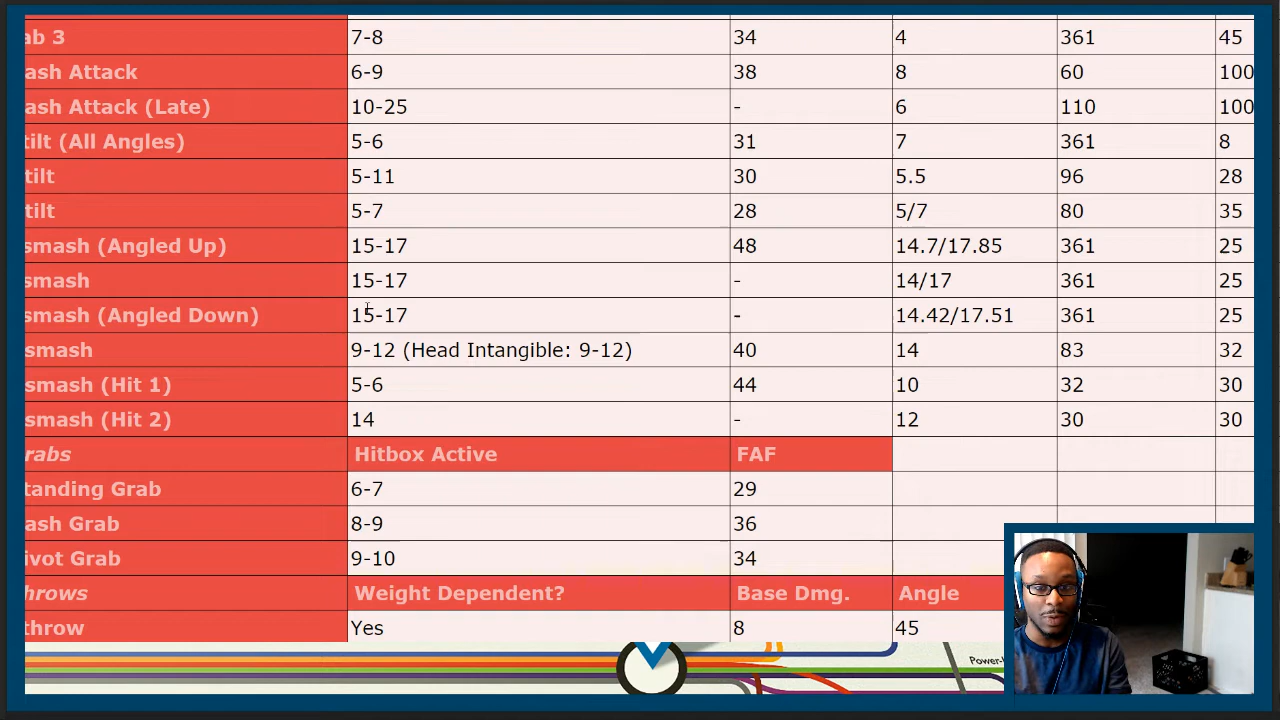 ab 3 7-8 34 4 361 45
ash Attack 6-9 38 8 60 100
ash Attack (Late) 10-25 - 6 110 100
tilt (All Angles) 5-6 31 7 361 8
tilt 5-11 30 5.5 96 28
tilt 5-7 28 5/7 80 35
smash (Angled Up) 15-17 48 14.7/17.85 361 25
smash 15-17 - 14/17 361 25
smash (Angled Down) 15-17 - 14.42/17.51 361 25
smash 9-12 (Head Intangible: 9-12) 40 14 83 32
smash (Hit 1) 5-6 44 10 32 30
smash (Hit 2) 14 - 12 30 30
rabs Hitbox Active FAF
tanding Grab 6-7 29
ash Grab 8-9 36
ivot Grab 9-10 34
hrows Weight Dependent? Base Dmg. Angle
throw Yes 8 45
Power-